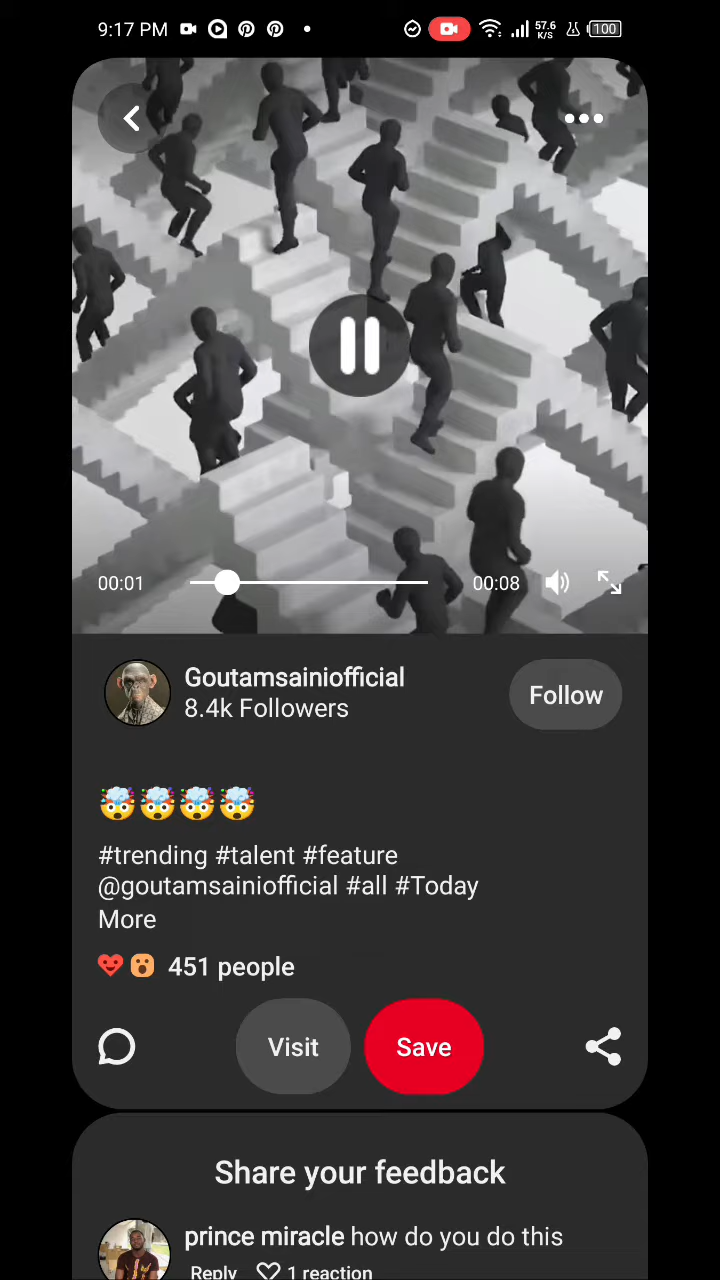 9:17 PM
57.6
K/S
100
00:01
00:08
Goutamsainiofficial
8.4k Followers
Follow
🤯🤯🤯🤯
#trending #talent #feature
@goutamsainiofficial #all #Today
More
451 people
Visit
Save
Share your feedback
prince miracle how do you do this
Reply
1 reaction